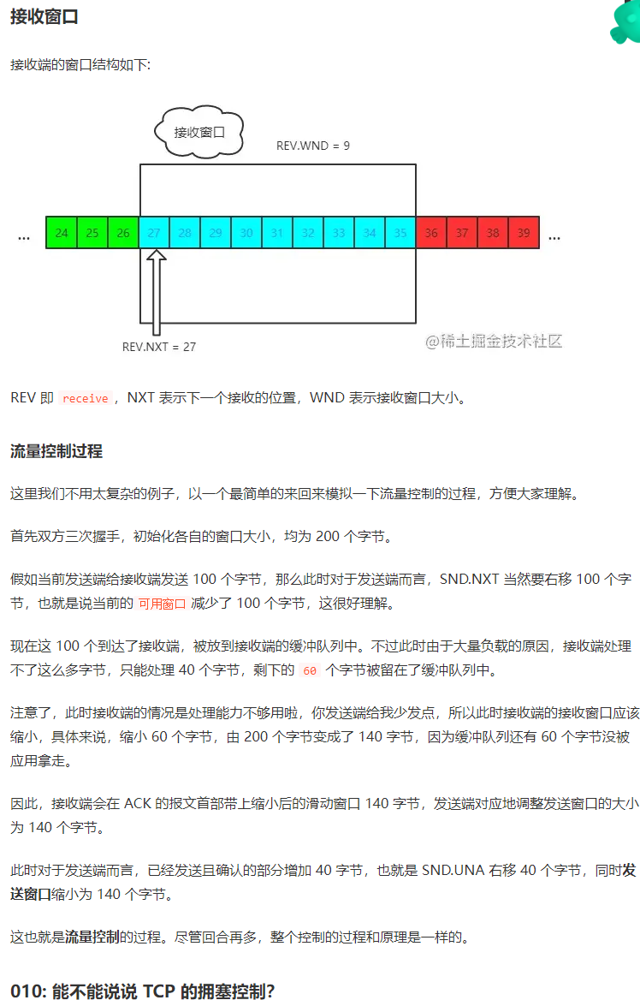 接收窗口
接收端的窗口结构如下:
接收窗口
REV.WND = 9
... 24 25 26 27 28 29 30 31 32 33 34 35 36 37 38 39 ...
REV.NXT = 27
@稀土掘金技术社区
REV 即 receive，NXT 表示下一个接收的位置，WND 表示接收窗口大小。
流量控制过程
这里我们不用太复杂的例子，以一个最简单的来回来模拟一下流量控制的过程，方便大家理解。
首先双方三次握手，初始化各自的窗口大小，均为 200 个字节。
假如当前发送端给接收端发送 100 个字节，那么此时对于发送端而言，SND.NXT 当然要右移 100 个字
节，也就是说当前的 可用窗口 减少了 100 个字节，这很好理解。
现在这 100 个到达了接收端，被放到接收端的缓冲队列中。不过此时由于大量负载的原因，接收端处理
不了这么多字节，只能处理 40 个字节，剩下的 60 个字节被留在了缓冲队列中。
注意了，此时接收端的情况是处理能力不够用啦，你发送端给我少发点，所以此时接收端的接收窗口应该
缩小，具体来说，缩小 60 个字节，由 200 个字节变成了 140 字节，因为缓冲队列还有 60 个字节没被
应用拿走。
因此，接收端会在 ACK 的报文首部带上缩小后的滑动窗口 140 字节，发送端对应地调整发送窗口的大小
为 140 个字节。
此时对于发送端而言，已经发送且确认的部分增加 40 字节，也就是 SND.UNA 右移 40 个字节，同时发
送窗口缩小为 140 个字节。
这也就是流量控制的过程。尽管回合再多，整个控制的过程和原理是一样的。
010: 能不能说说 TCP 的拥塞控制？